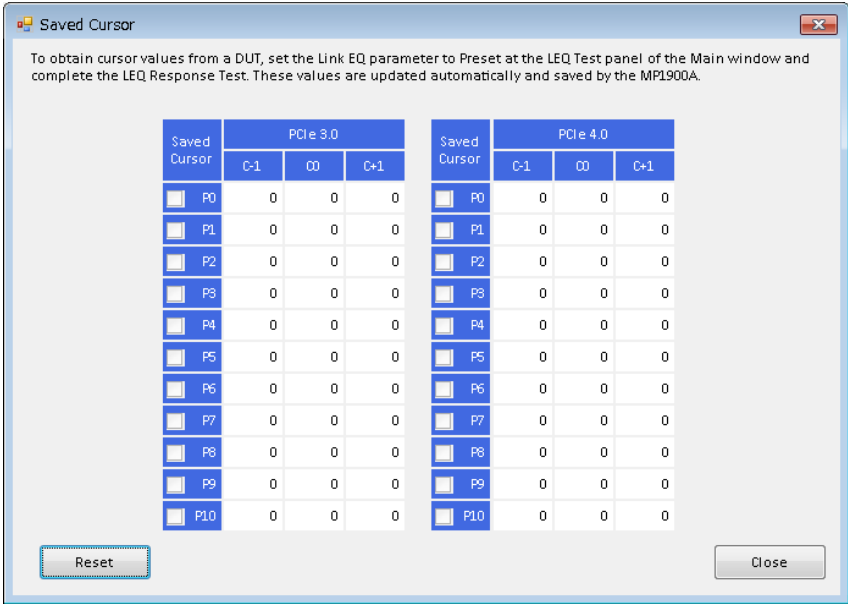 Saved Cursor
To obtain cursor values from a DUT, set the Link EQ parameter to Preset at the LEQ Test panel of the Main window and
complete the LEQ Response Test. These values are updated automatically and saved by the MP1900A.
Saved Cursor PCIe 3.0 Saved Cursor PCIe 4.0
C-1 C0 C+1 C-1 C0 C+1
P0 0 0 0 P0 0 0 0
P1 0 0 0 P1 0 0 0
P2 0 0 0 P2 0 0 0
P3 0 0 0 P3 0 0 0
P4 0 0 0 P4 0 0 0
P5 0 0 0 P5 0 0 0
P6 0 0 0 P6 0 0 0
P7 0 0 0 P7 0 0 0
P8 0 0 0 P8 0 0 0
P9 0 0 0 P9 0 0 0
P10 0 0 0 P10 0 0 0
Reset Close